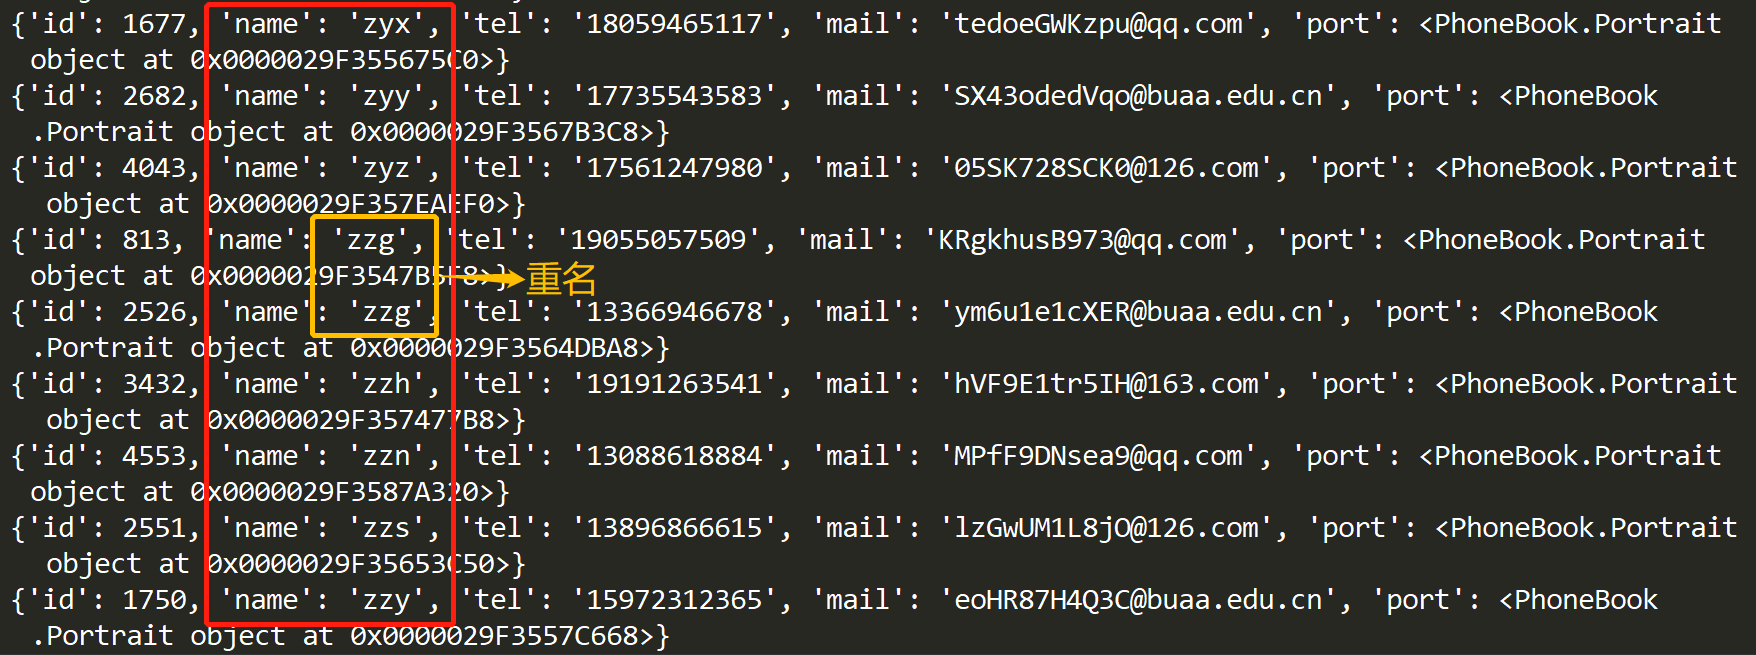 {'id': 1677, 'name': 'zyx', 'tel': '18059465117', 'mail': 'tedoeGWKzpu@qq.com', 'port': <PhoneBook.Portrait
object at 0x0000029F355675C0>}
{'id': 2682, 'name': 'zyy', 'tel': '17735543583', 'mail': 'SX43odedVqo@buaa.edu.cn', 'port': <PhoneBook
.Portrait object at 0x0000029F3567B3C8>}
{'id': 4043, 'name': 'zyz', 'tel': '17561247980', 'mail': '05SK728SCK0@126.com', 'port': <PhoneBook.Portrait
object at 0x0000029F357EAEF0>}
{'id': 813, 'name': 'zzg', 'tel': '19055057509', 'mail': 'KRgkhusB973@qq.com', 'port': <PhoneBook.Portrait
object at 0x0000029F3547B5F8>}
重名
{'id': 2526, 'name': 'zzg', 'tel': '13366946678', 'mail': 'ym6u1e1cXER@buaa.edu.cn', 'port': <PhoneBook
.Portrait object at 0x0000029F3564DBA8>}
{'id': 3432, 'name': 'zzh', 'tel': '19191263541', 'mail': 'hVF9E1tr5IH@163.com', 'port': <PhoneBook.Portrait
object at 0x0000029F357477B8>}
{'id': 4553, 'name': 'zzn', 'tel': '13088618884', 'mail': 'MPfF9DNsea9@qq.com', 'port': <PhoneBook.Portrait
object at 0x0000029F3587A320>}
{'id': 2551, 'name': 'zzs', 'tel': '13896866615', 'mail': 'lzGwUM1L8jO@126.com', 'port': <PhoneBook.Portrait
object at 0x0000029F35653C50>}
{'id': 1750, 'name': 'zzy', 'tel': '15972312365', 'mail': 'eoHR87H4Q3C@buaa.edu.cn', 'port': <PhoneBook
.Portrait object at 0x0000029F3557C668>}